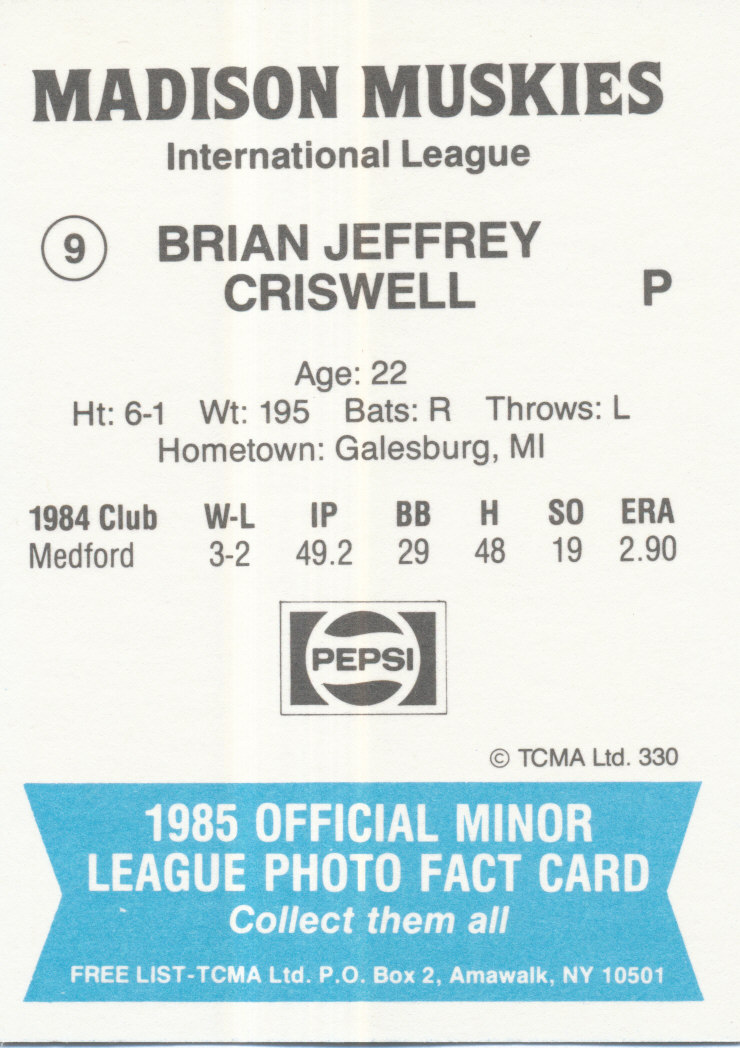 MADISON MUSKIES
International League
9 BRIAN JEFFREY
CRISWELL P
Age: 22
Ht: 6-1 Wt: 195 Bats: R Throws: L
Hometown: Galesburg, MI
1984 Club W-L IP BB H SO ERA
Medford 3-2 49.2 29 48 19 2.90
PEPSI
© TCMA Ltd. 330
1985 OFFICIAL MINOR
LEAGUE PHOTO FACT CARD
Collect them all
FREE LIST-TCMA Ltd. P.O. Box 2, Amawalk, NY 10501